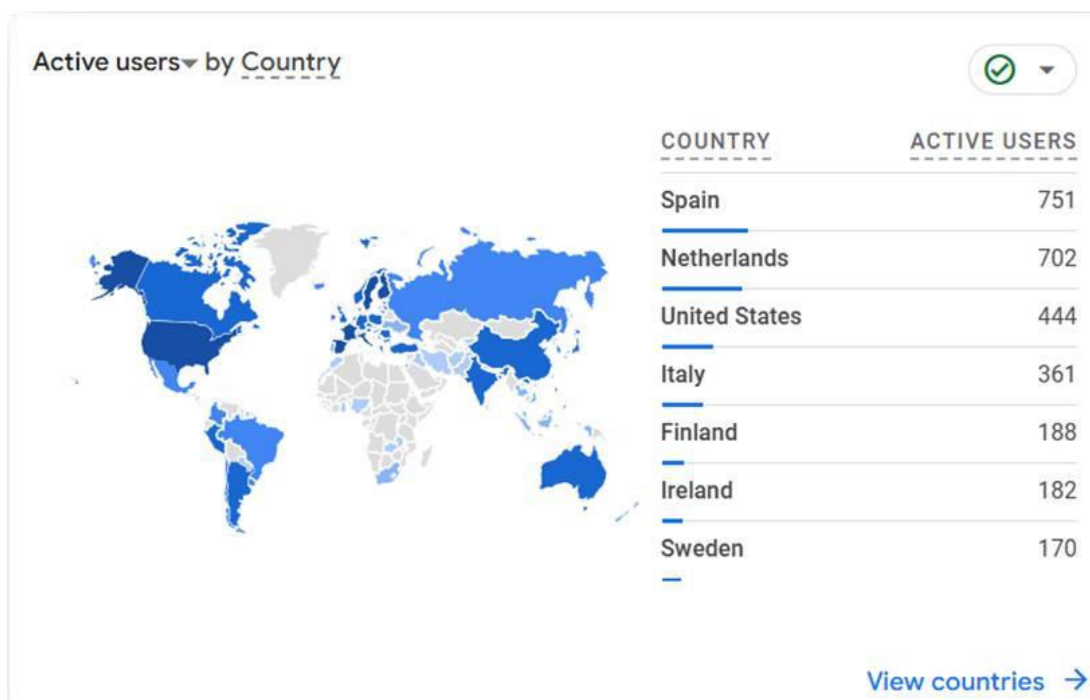 Active users by Country
COUNTRY ACTIVE USERS
Spain 751
Netherlands 702
United States 444
Italy 361
Finland 188
Ireland 182
Sweden 170
View countries